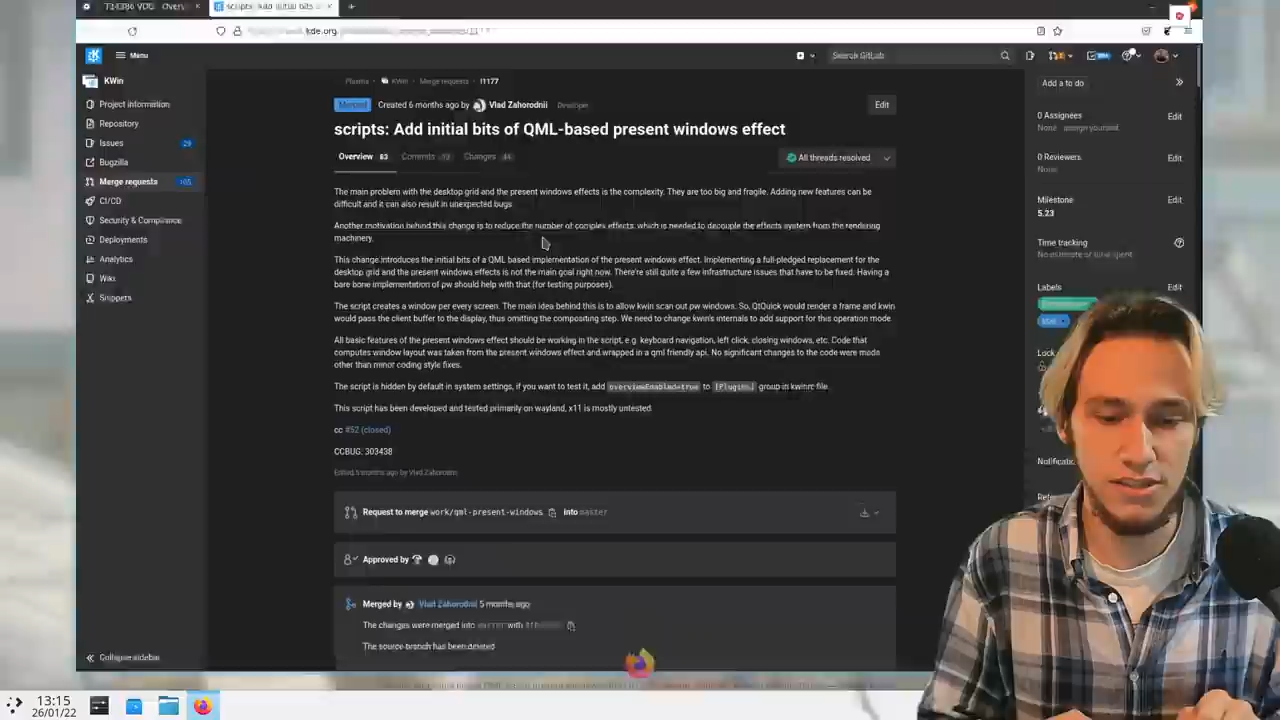 T14386 VDG
scripts: Add initial bits of
.kde.org
Menu
Search GitLab
KWin
Plasma
KWin
Merge requests
!1177
Project information
Repository
Issues 29
Bugzilla
Merge requests 105
CI/CD
Security & Compliance
Deployments
Analytics
Wiki
Snippets
Collapse sidebar
Merged Created 6 months ago by Vlad Zahorodnii Developer
Edit
scripts: Add initial bits of QML-based present windows effect
Overview 83 Commits Changes 44
All threads resolved
The main problem with the desktop grid and the present windows effects is the complexity. They are too big and fragile. Adding new features can be
difficult and it can also result in unexpected bugs.
Another motivation behind this change is to reduce the number of complex effects, which is needed to decouple the effects system from the rendering
machinery.
This change introduces the initial bits of a QML based implementation of the present windows effect. Implementing a full-pledged replacement for the
desktop grid and the present windows effects is not the main goal right now. There're still quite a few infrastructure issues that have to be fixed. Having a
bare bone implementation of pw should help with that (for testing purposes).
The script creates a window per every screen. The main idea behind this is to allow kwin scan out pw windows. So, QtQuick would render a frame and kwin
would pass the client buffer to the display, thus omitting the compositing step. We need to change kwin's internals to add support for this operation mode.
All basic features of the present windows effect should be working in the script, e.g. keyboard navigation, left click, closing windows, etc. Code that
computes window layout was taken from the present windows effect and wrapped in a qml friendly api. No significant changes to the code were made
other than minor coding style fixes.
The script is hidden by default in system settings, if you want to test it, add overviewEnabled=true to [Plugins] group in kwinrc file.
This script has been developed and tested primarily on wayland, x11 is mostly untested.
cc #52 (closed)
CCBUG: 303438
Edited 5 months ago by Vlad Zahorodnii
Request to merge work/qml-present-windows into master
Approved by
Merged by Vlad Zahorodnii 5 months ago
The changes were merged into master with
The source branch has been deleted
Add a to do
0 Assignees
Edit
None - assign yourself
0 Reviewers
Edit
None
Milestone
Edit
5.23
Time tracking
No estimate or time spent
Labels
Edit
Lock
Notificat
Refe
13:15
26/01/22